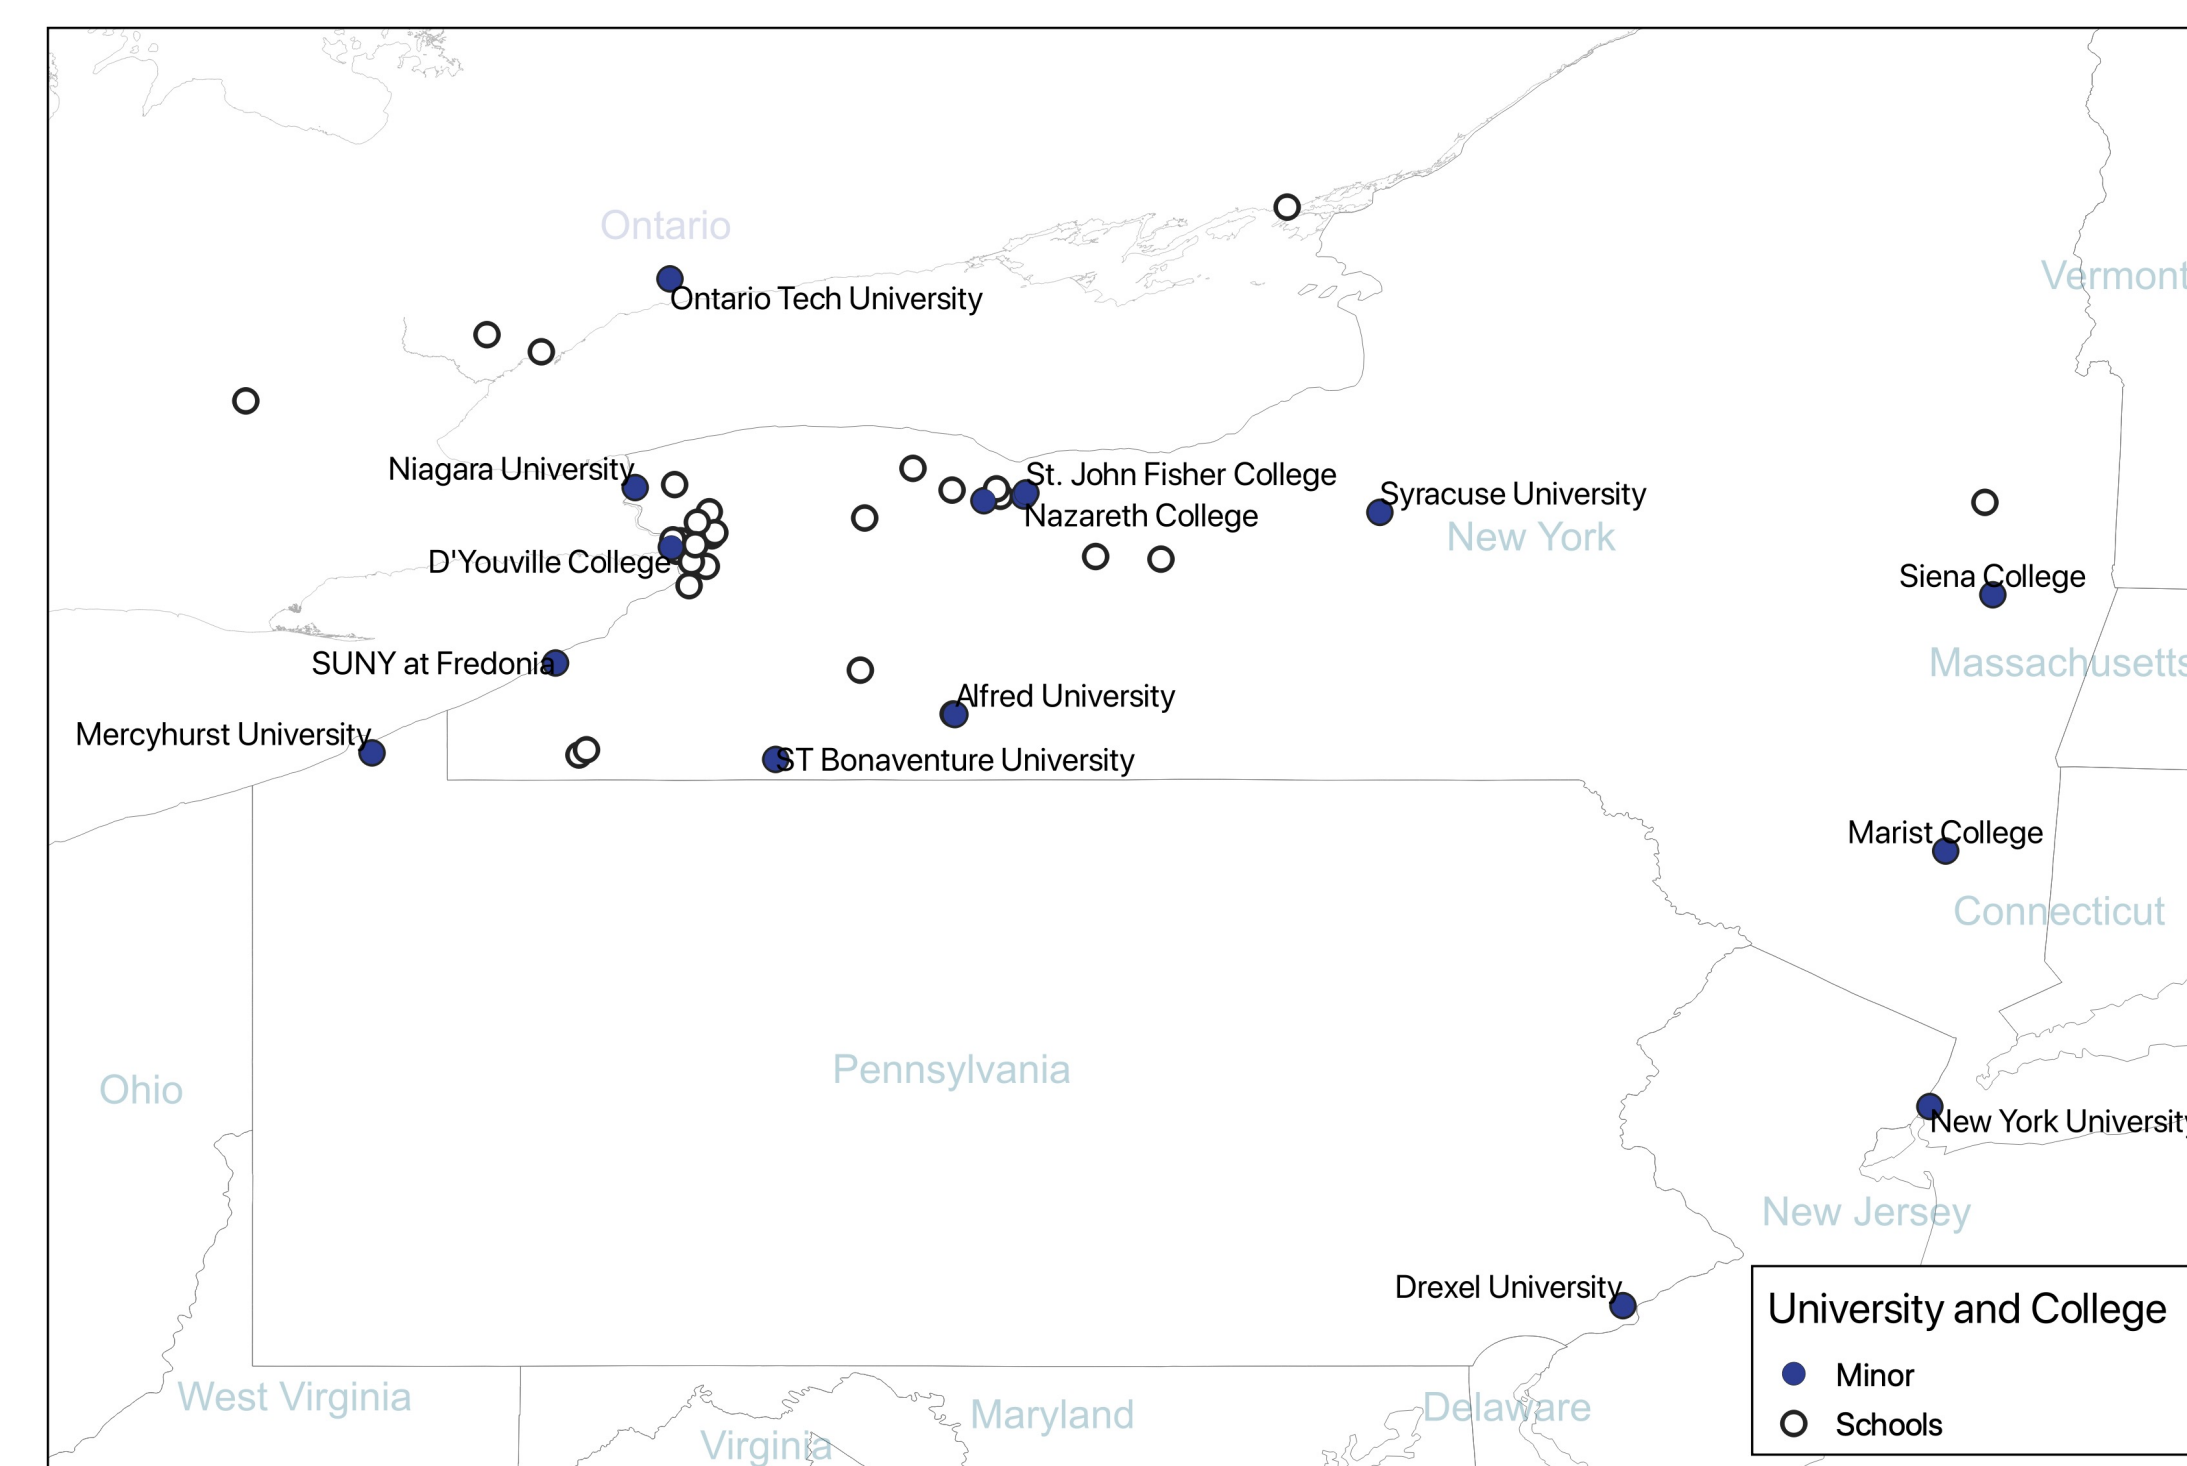 Ontario
Vermont
Ontario Tech University
Niagara University
St. John Fisher College
Syracuse University
Nazareth College
New York
D'Youville College
Siena College
SUNY at Fredonia
Massachusetts
Alfred University
Mercyhurst University
ST Bonaventure University
Marist College
Connecticut
Pennsylvania
Ohio
New York University
New Jersey
Drexel University
University and College
Minor
Schools
West Virginia
Maryland
Delaware
Virginia